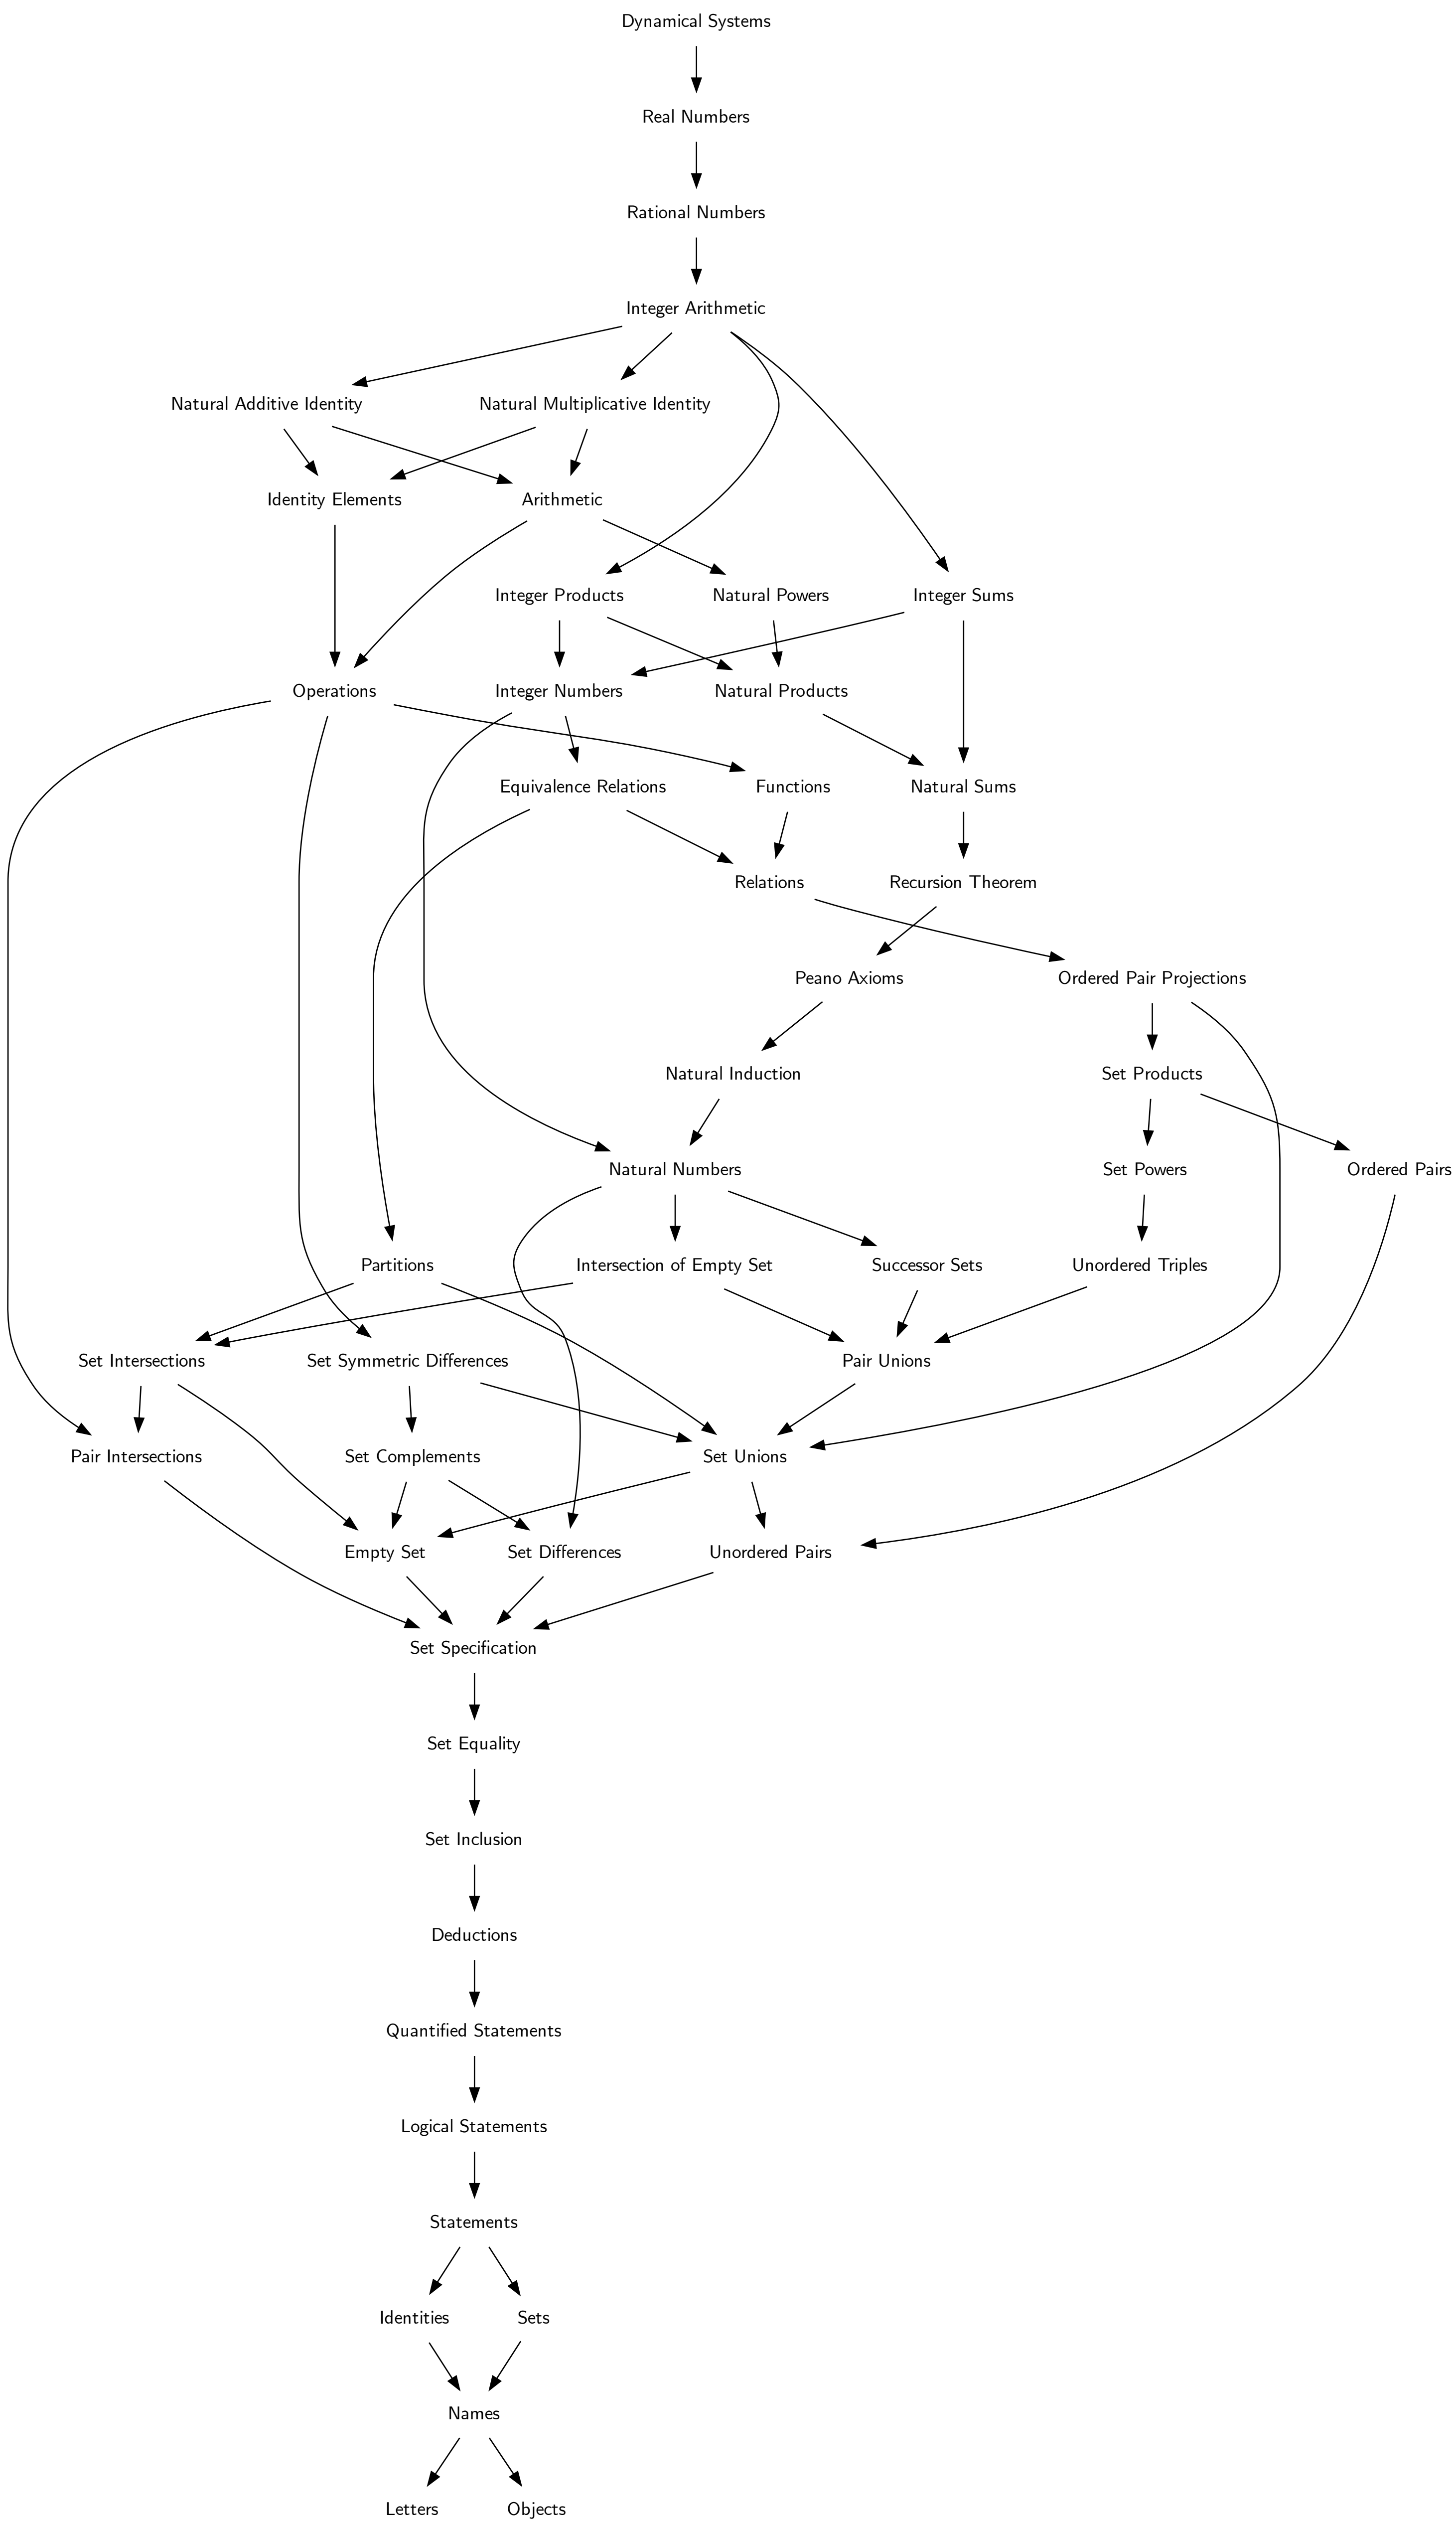 Dynamical Systems
Real Numbers
Rational Numbers
Integer Arithmetic
Natural Additive Identity
Natural Multiplicative Identity
Identity Elements
Arithmetic
Integer Products
Natural Powers
Integer Sums
Operations
Integer Numbers
Natural Products
Equivalence Relations
Functions
Natural Sums
Relations
Recursion Theorem
Peano Axioms
Ordered Pair Projections
Natural Induction
Set Products
Natural Numbers
Set Powers
Ordered Pairs
Partitions
Intersection of Empty Set
Successor Sets
Unordered Triples
Set Intersections
Set Symmetric Differences
Pair Unions
Pair Intersections
Set Complements
Set Unions
Empty Set
Set Differences
Unordered Pairs
Set Specification
Set Equality
Set Inclusion
Deductions
Quantified Statements
Logical Statements
Statements
Identities
Sets
Names
Letters
Objects